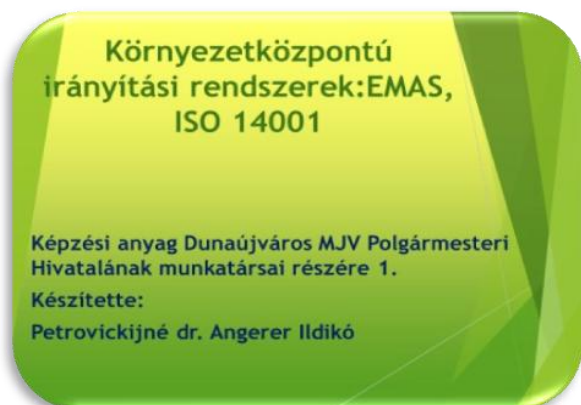 Környezetközpontú
irányítási rendszerek:EMAS,
ISO 14001
Képzési anyag Dunaújváros MJV Polgármesteri
Hivatalának munkatársai részére 1.
Készítette:
Petrovickijné dr. Angerer Ildikó